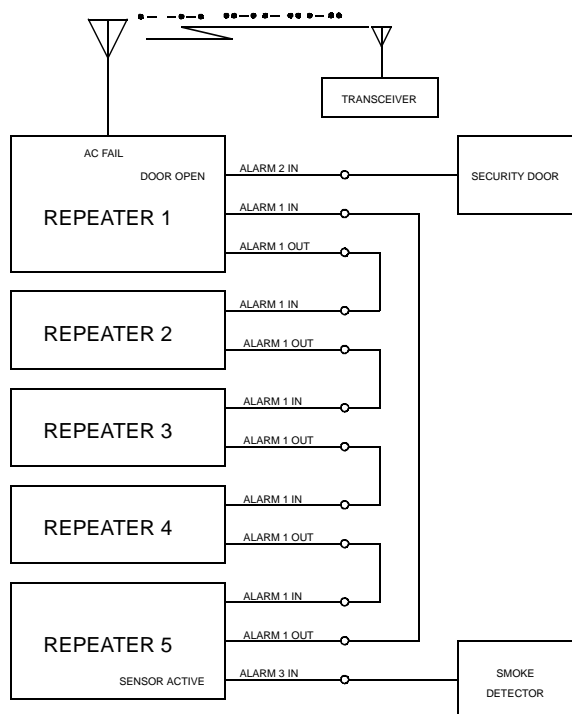 TRANSCEIVER
AC FAIL
DOOR OPEN
ALARM 2 IN
SECURITY DOOR
REPEATER 1
ALARM 1 IN
ALARM 1 OUT
ALARM 1 IN
REPEATER 2
ALARM 1 OUT
ALARM 1 IN
REPEATER 3
ALARM 1 OUT
ALARM 1 IN
REPEATER 4
ALARM 1 OUT
ALARM 1 IN
REPEATER 5
ALARM 1 OUT
SENSOR ACTIVE
ALARM 3 IN
SMOKE
DETECTOR